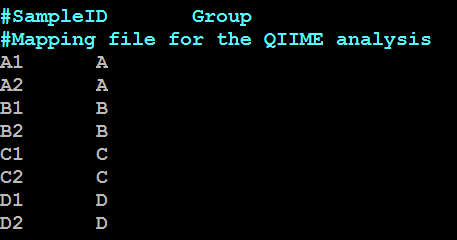 #SampleID Group
#Mapping file for the QIIME analysis
A1 A
A2 A
B1 B
B2 B
C1 C
C2 C
D1 D
D2 D